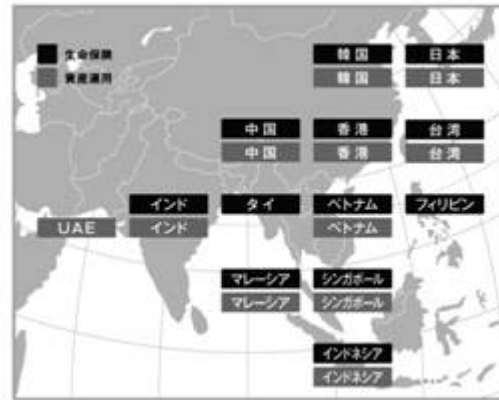 生命保険
資産運用
韓国 日本
韓国 日本
中国 香港 台湾
中国 香港 台湾
インド タイ ベトナム フィリピン
UAE インド ベトナム
マレーシア シンガポール
マレーシア シンガポール
インドネシア
インドネシア